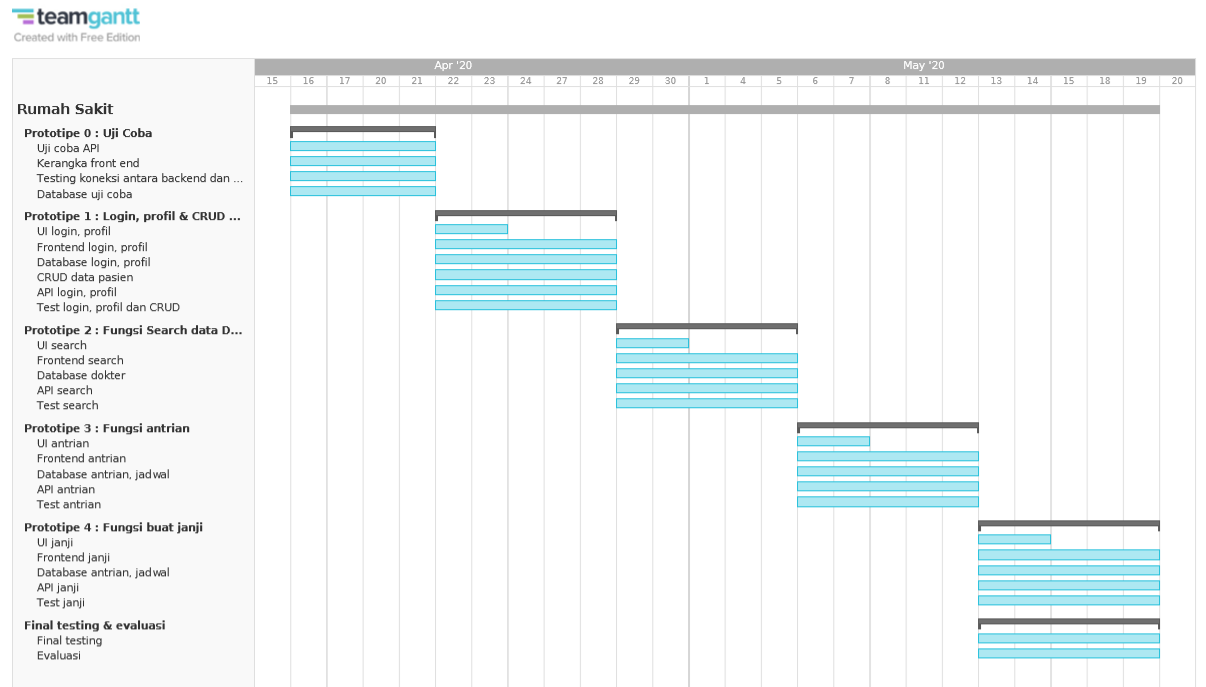 teamgantt
Created with Free Edition
Apr '20 May '20
15 16 17 20 21 22 23 24 27 28 29 30 1 4 5 6 7 8 11 12 13 14 15 18 19 20
Rumah Sakit
Prototipe 0 : Uji Coba
Uji coba API
Kerangka front end
Testing koneksi antara backend dan ...
Database uji coba
Prototipe 1 : Login, profil & CRUD ...
UI login, profil
Frontend login, profil
Database login, profil
CRUD data pasien
API login, profil
Test login, profil dan CRUD
Prototipe 2 : Fungsi Search data D...
UI search
Frontend search
Database dokter
API search
Test search
Prototipe 3 : Fungsi antrian
UI antrian
Frontend antrian
Database antrian, jadwal
API antrian
Test antrian
Prototipe 4 : Fungsi buat janji
UI janji
Frontend janji
Database antrian, jadwal
API janji
Test janji
Final testing & evaluasi
Final testing
Evaluasi